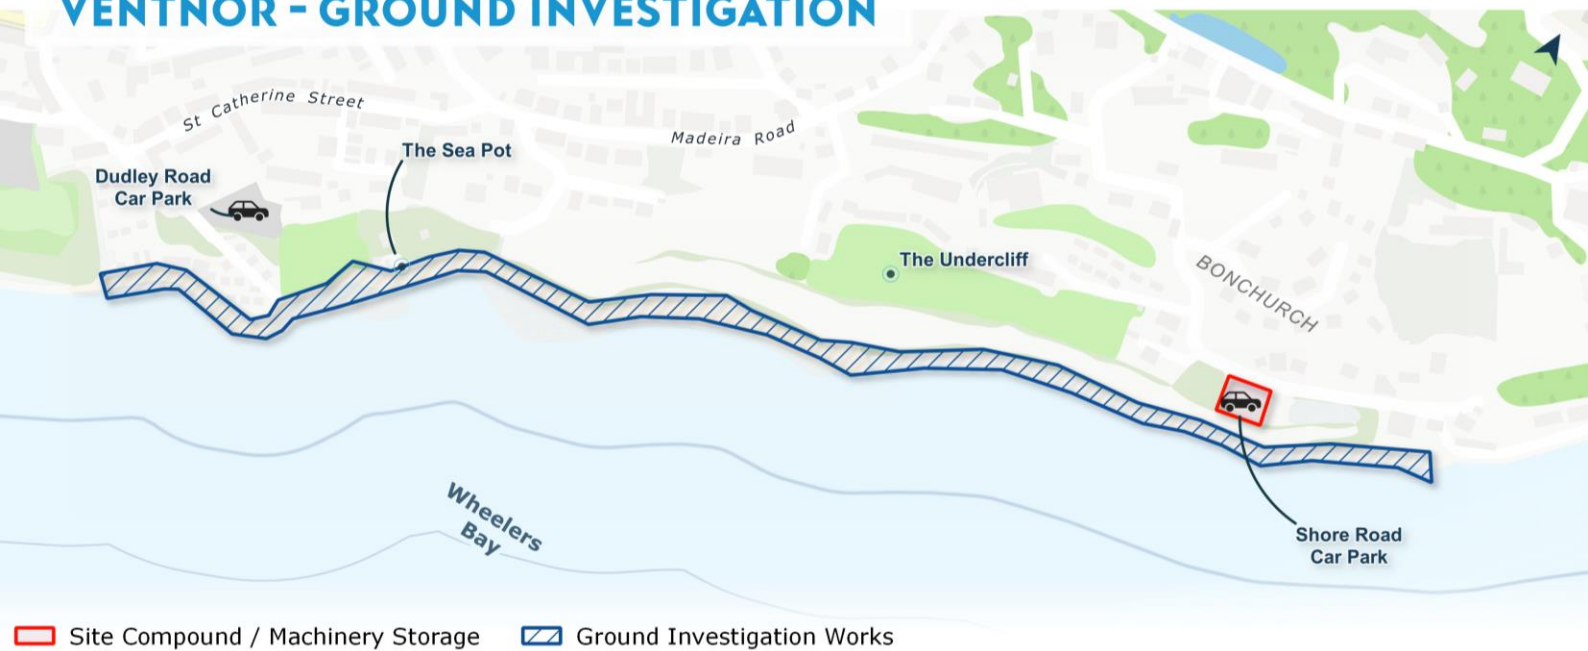 VENTNOR - GROUND INVESTIGATION
St Catherine Street
Madeira Road
The Sea Pot
Dudley Road
Car Park
The Undercliff
BONCHURCH
Wheelers
Bay
Shore Road
Car Park
Site Compound / Machinery Storage
Ground Investigation Works